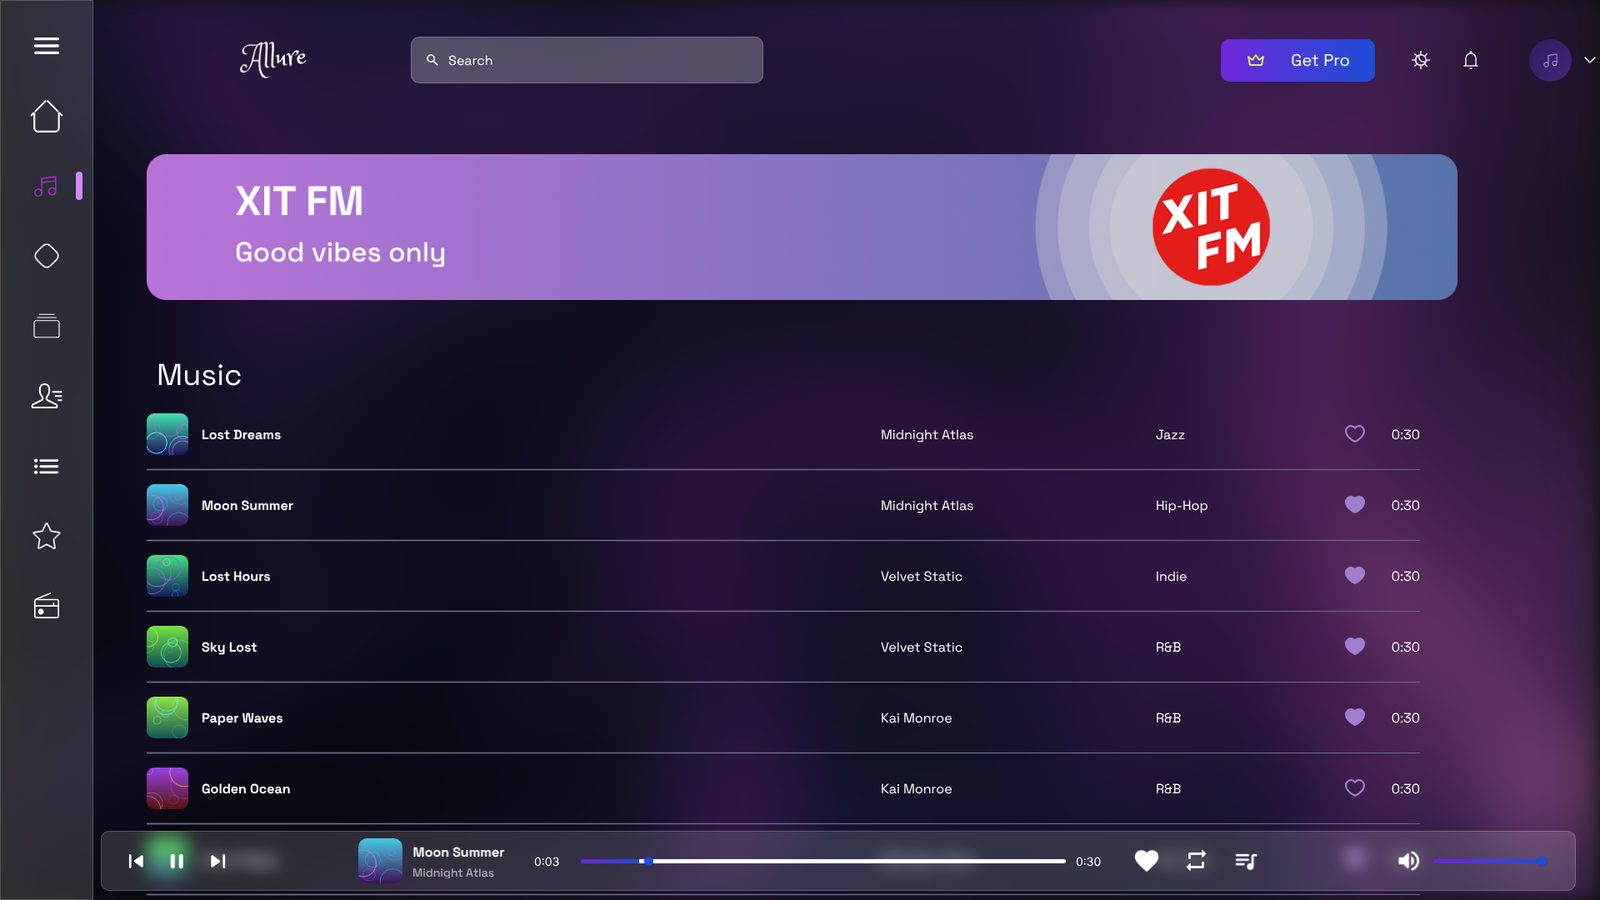 Allure
Search
Get Pro
XIT FM
Good vibes only
XIT
FM
Music
Lost Dreams Midnight Atlas Jazz 0:30
Moon Summer Midnight Atlas Hip-Hop 0:30
Lost Hours Velvet Static Indie 0:30
Sky Lost Velvet Static R&B 0:30
Paper Waves Kai Monroe R&B 0:30
Golden Ocean Kai Monroe R&B 0:30
Moon Summer
0:03 0:30
Midnight Atlas